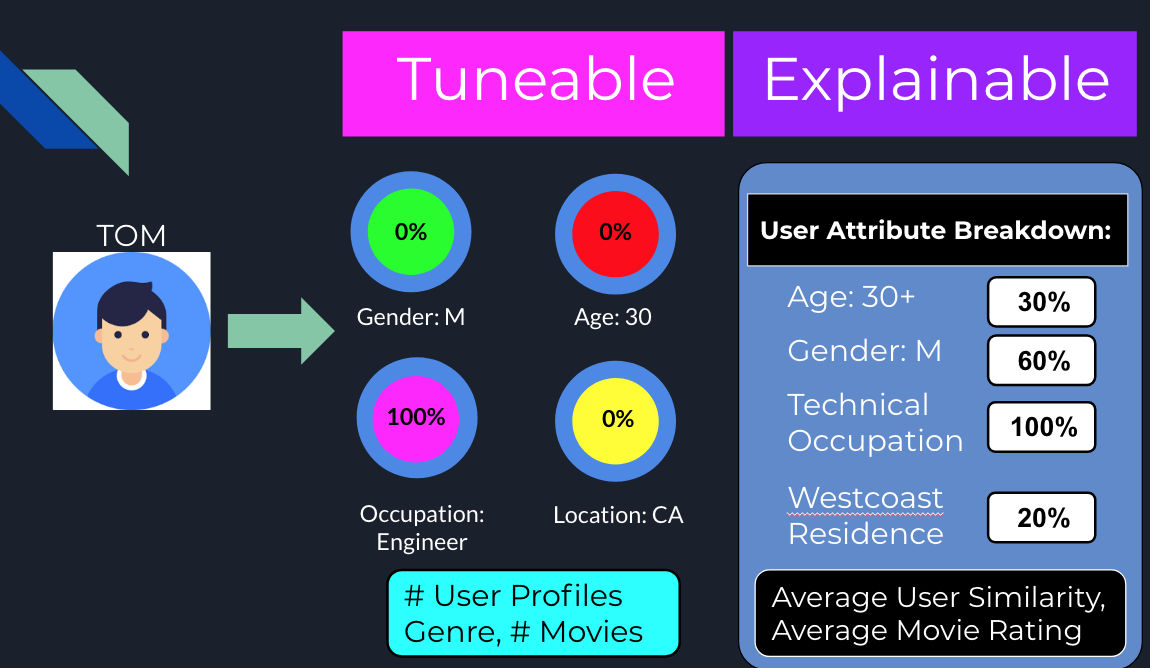 Tuneable
Explainable
TOM
0%
0%
Gender: M
Age: 30
100%
0%
Occupation:
Engineer
Location: CA
# User Profiles
Genre, # Movies
User Attribute Breakdown:
Age: 30+
30%
Gender: M
60%
Technical
Occupation
100%
Westcoast
Residence
20%
Average User Similarity,
Average Movie Rating